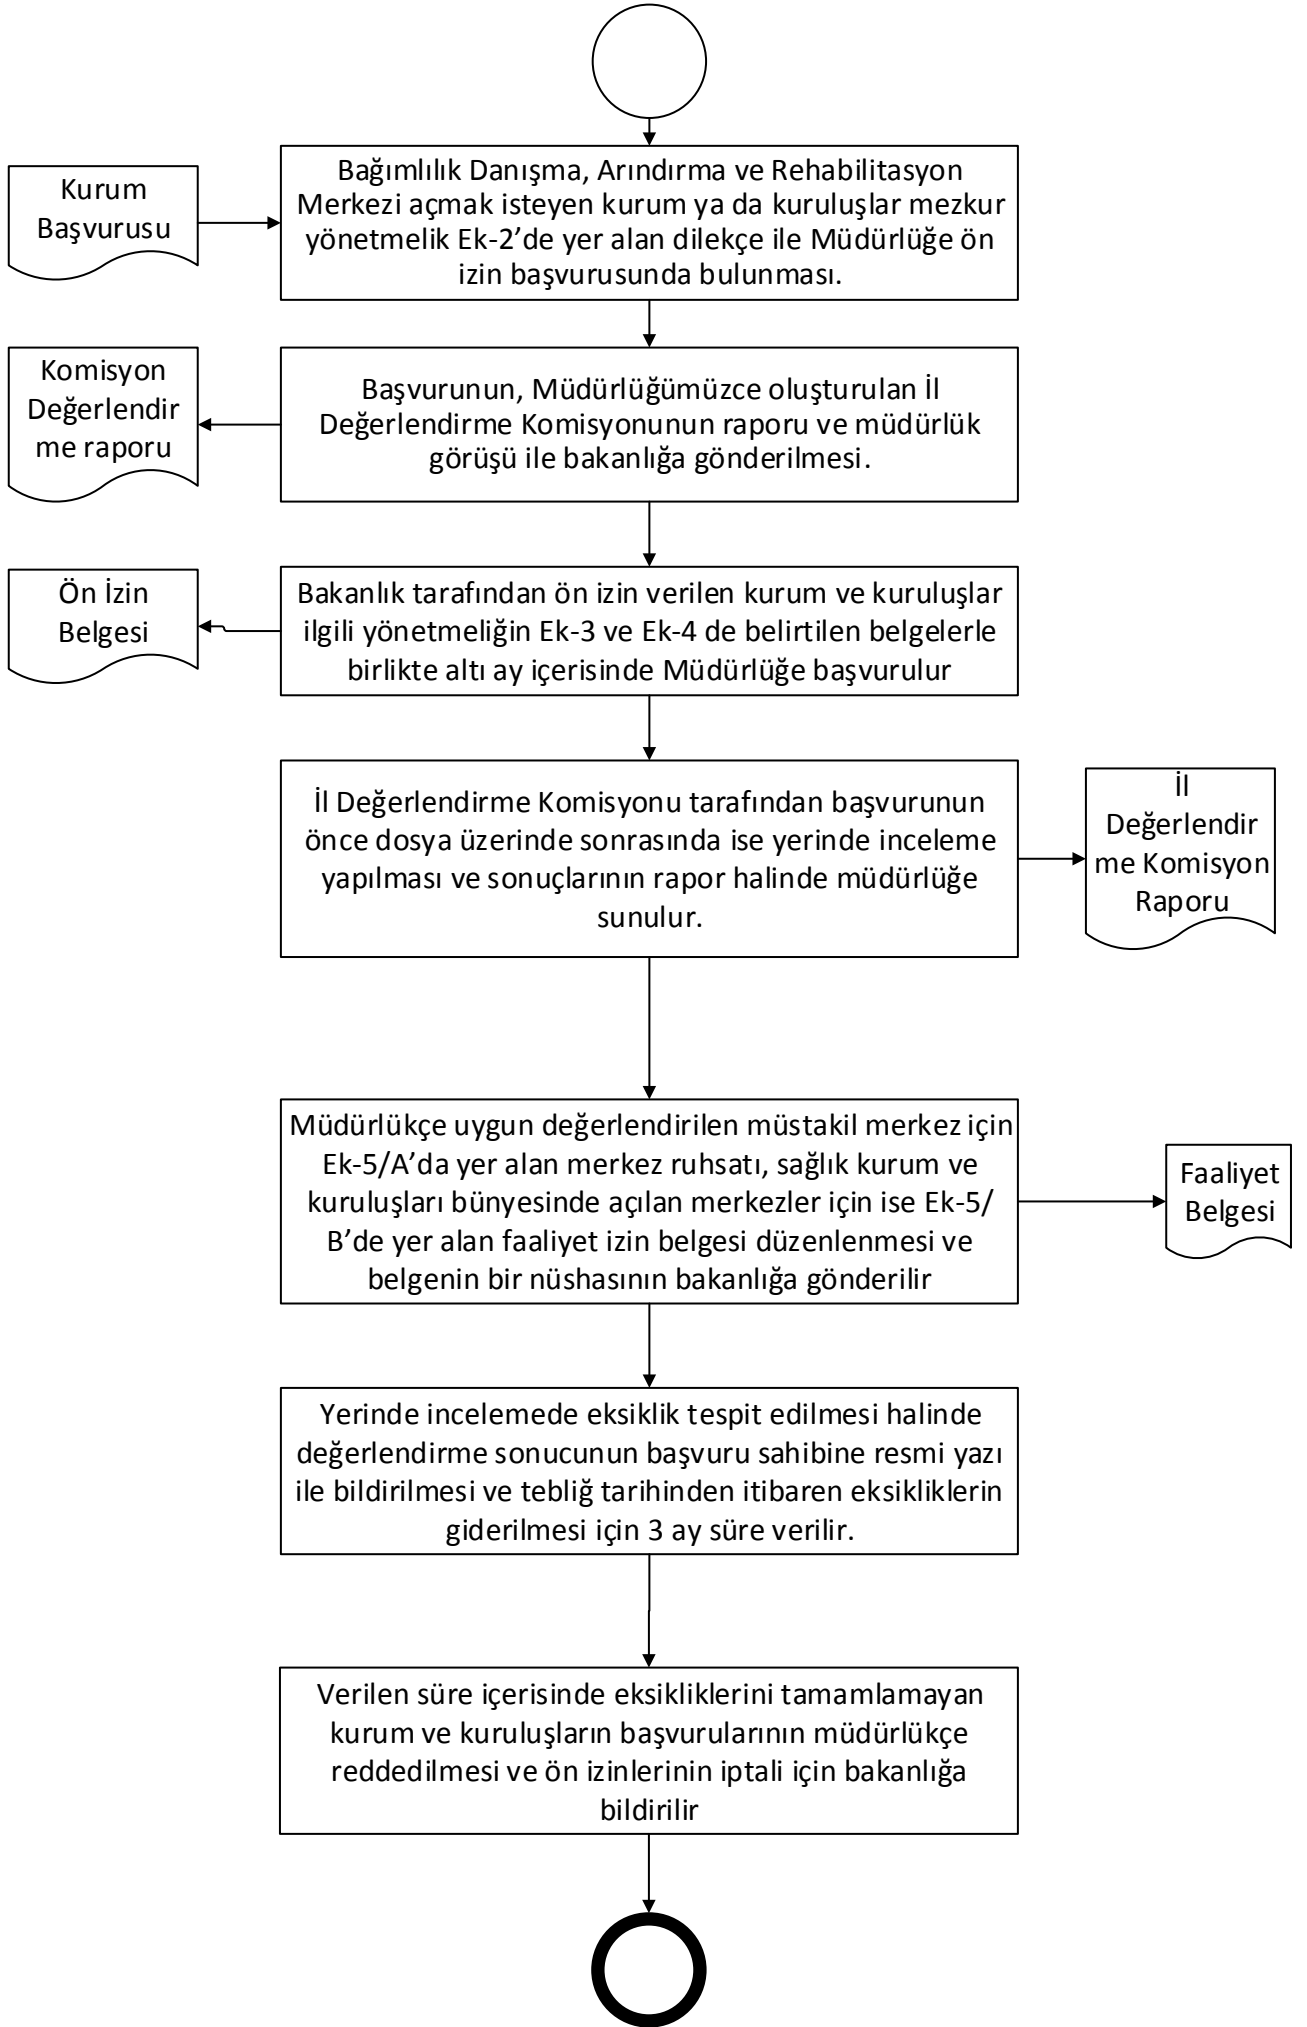 Kurum
Başvurusu
Bağımlılık Danışma, Arındırma ve Rehabilitasyon
Merkezi açmak isteyen kurum ya da kuruluşlar mezkur
yönetmelik Ek-2’de yer alan dilekçe ile Müdürlüğe ön
izin başvurusunda bulunması.
Komisyon
Değerlendir
me raporu
Başvurunun, Müdürlüğümüzce oluşturulan İl
Değerlendirme Komisyonunun raporu ve müdürlük
görüşü ile bakanlığa gönderilmesi.
Ön İzin
Belgesi
Bakanlık tarafından ön izin verilen kurum ve kuruluşlar
ilgili yönetmeliğin Ek-3 ve Ek-4 de belirtilen belgelerle
birlikte altı ay içerisinde Müdürlüğe başvurulur
İl Değerlendirme Komisyonu tarafından başvurunun
önce dosya üzerinde sonrasında ise yerinde inceleme
yapılması ve sonuçlarının rapor halinde müdürlüğe
sunulur.
İl
Değerlendir
me Komisyon
Raporu
Müdürlükçe uygun değerlendirilen müstakil merkez için
Ek-5/A’da yer alan merkez ruhsatı, sağlık kurum ve
kuruluşları bünyesinde açılan merkezler için ise Ek-5/
B’de yer alan faaliyet izin belgesi düzenlenmesi ve
belgenin bir nüshasının bakanlığa gönderilir
Faaliyet
Belgesi
Yerinde incelemede eksiklik tespit edilmesi halinde
değerlendirme sonucunun başvuru sahibine resmi yazı
ile bildirilmesi ve tebliğ tarihinden itibaren eksikliklerin
giderilmesi için 3 ay süre verilir.
Verilen süre içerisinde eksikliklerini tamamlamayan
kurum ve kuruluşların başvurularının müdürlükçe
reddedilmesi ve ön izinlerinin iptali için bakanlığa
bildirilir